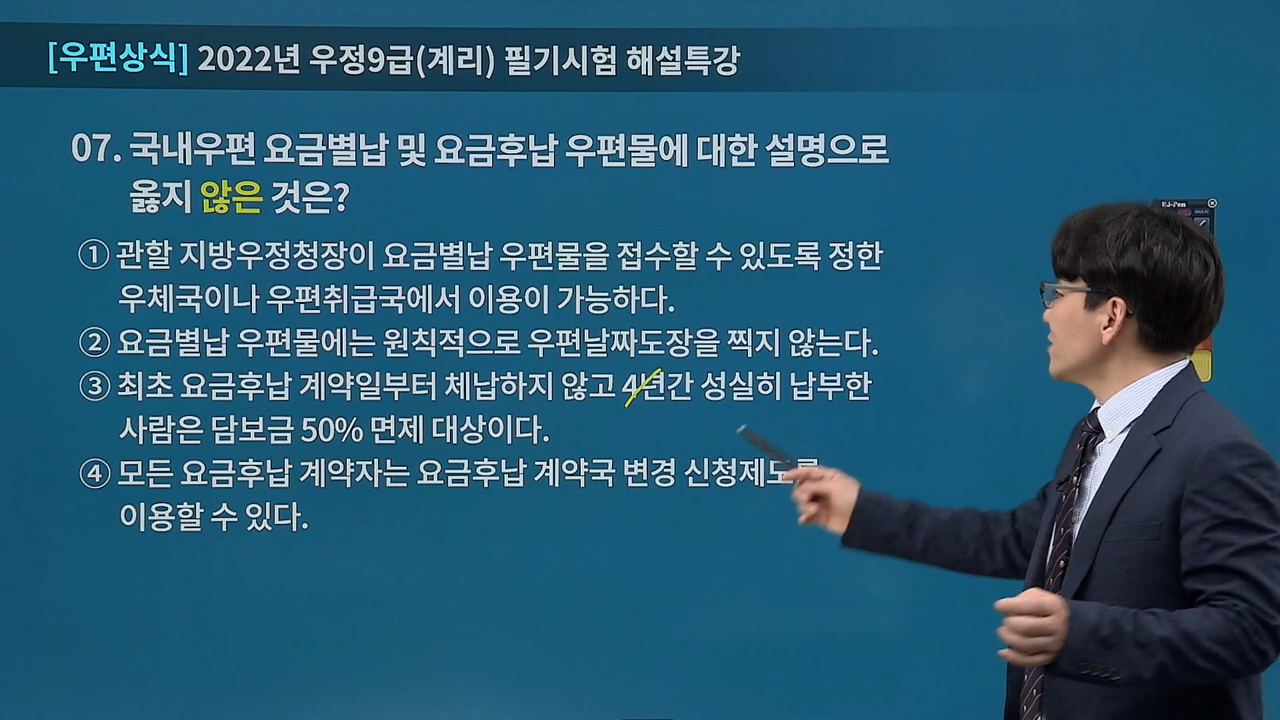 [우편상식] 2022년 우정9급(계리) 필기시험 해설특강
07. 국내우편 요금별납 및 요금후납 우편물에 대한 설명으로
옳지 않은 것은?
① 관할 지방우정청장이 요금별납 우편물을 접수할 수 있도록 정한
우체국이나 우편취급국에서 이용이 가능하다.
② 요금별납 우편물에는 원칙적으로 우편날짜도장을 찍지 않는다.
③ 최초 요금후납 계약일부터 체납하지 않고 4년간 성실히 납부한
사람은 담보금 50% 면제 대상이다.
④ 모든 요금후납 계약자는 요금후납 계약국 변경 신청제도를
이용할 수 있다.
EJ-Pen
MULTI